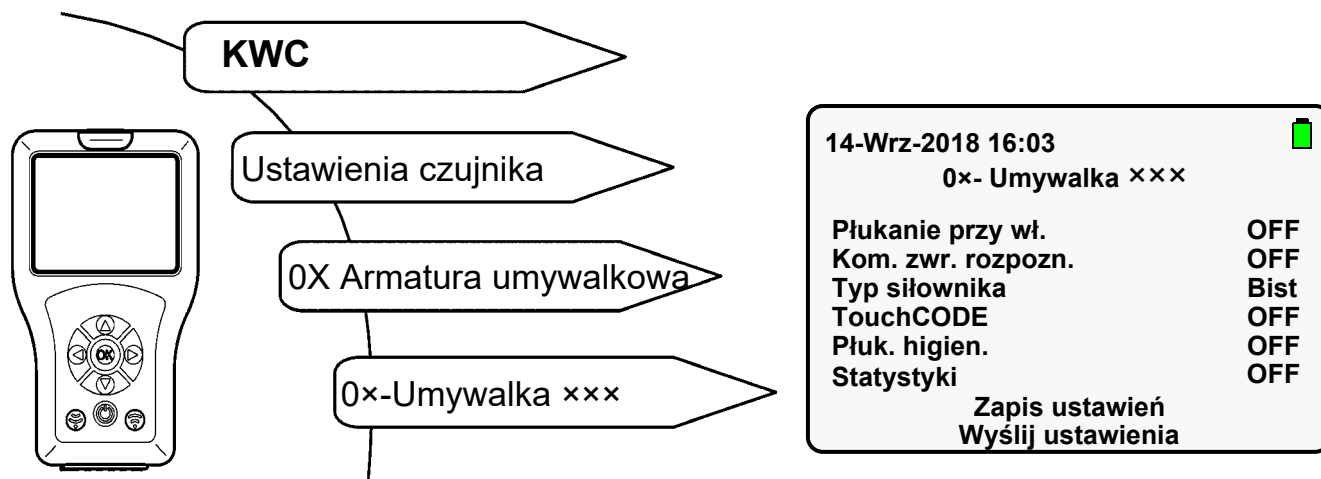 KWC
Ustawienia czujnika
0X Armatura umywalkowa
0×-Umywalka ×××
OK
14-Wrz-2018 16:03
0×- Umywalka ×××
Płukanie przy wł. OFF
Kom. zwr. rozpozn. OFF
Typ siłownika Bist
TouchCODE OFF
Płuk. higien. OFF
Statystyki OFF
Zapis ustawień
Wyślij ustawienia